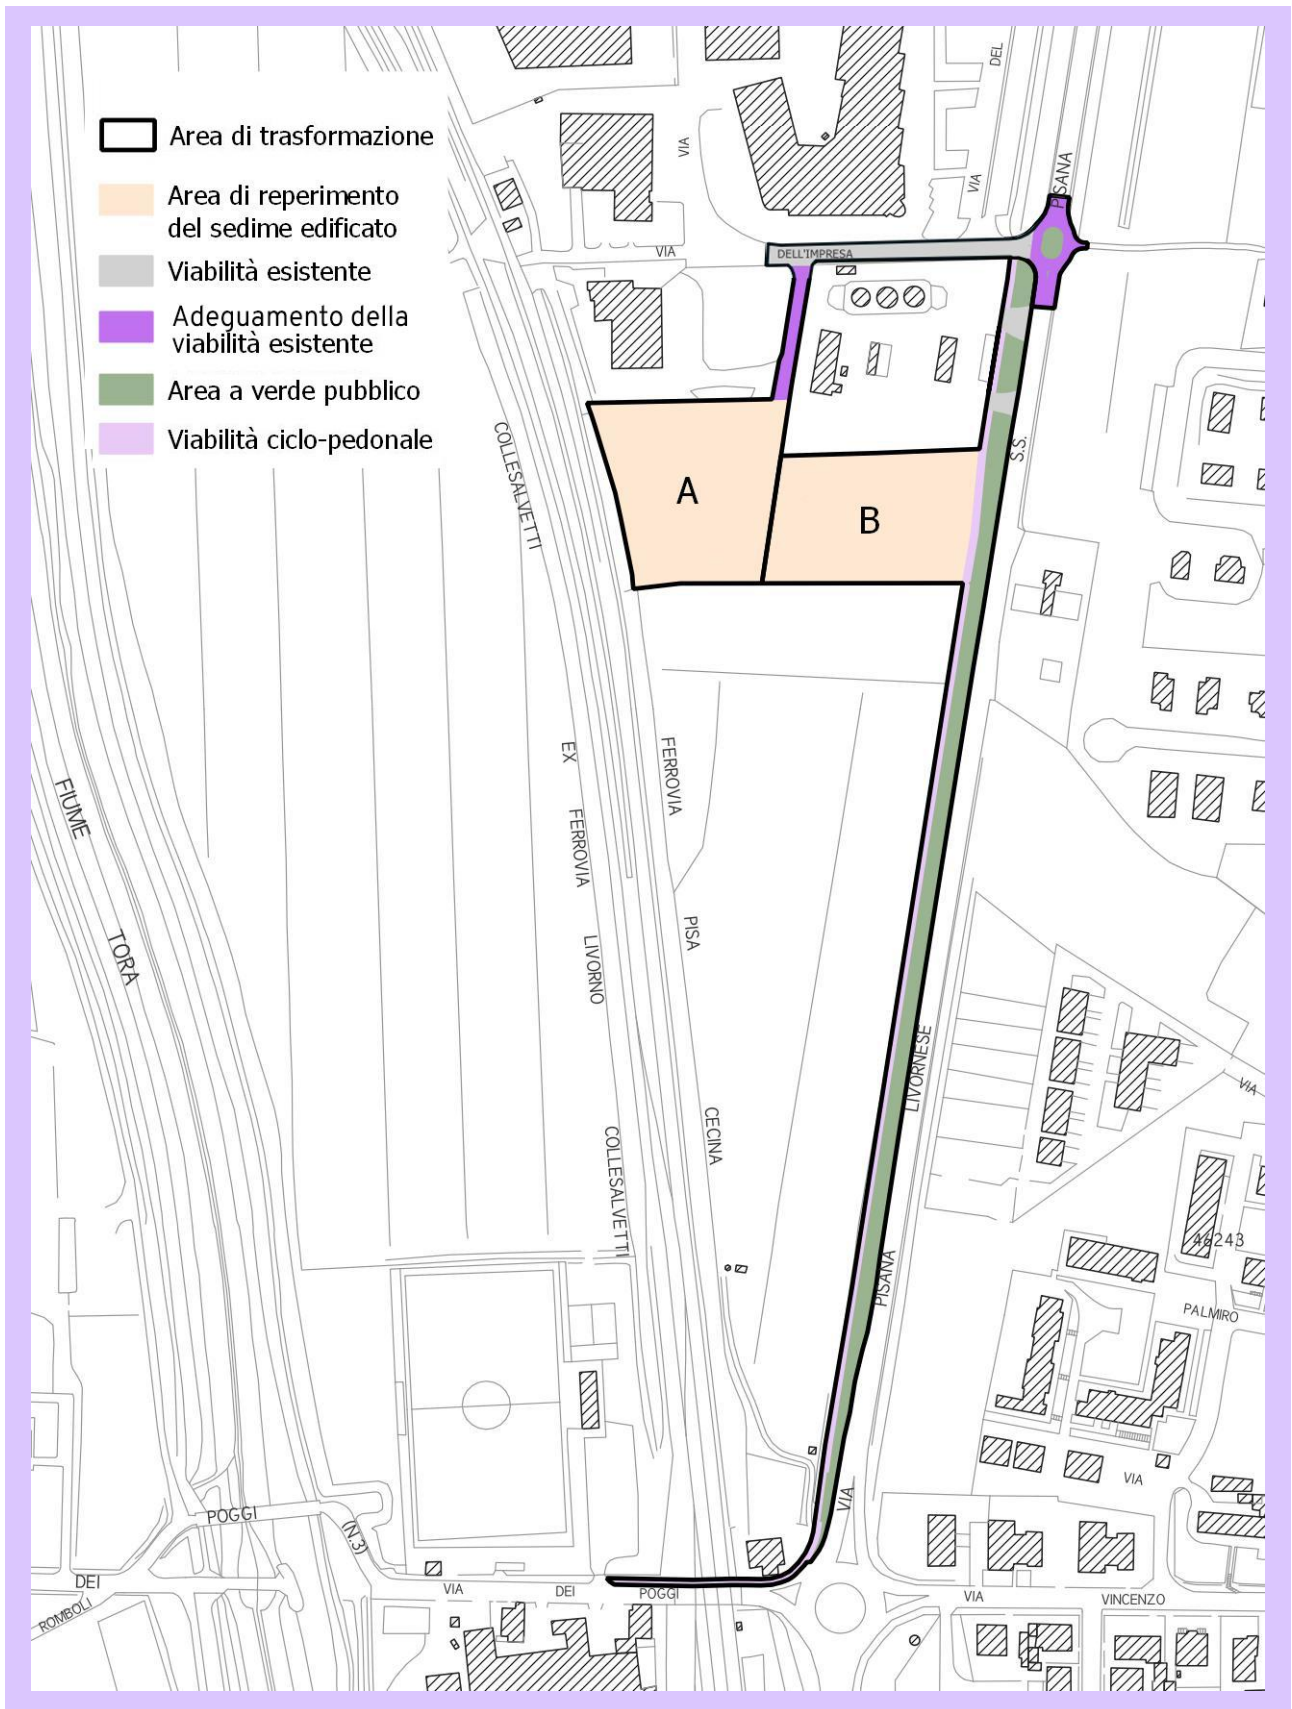 Area di trasformazione
Area di reperimento
del sedime edificato
Viabilità esistente
Adeguamento della
viabilità esistente
Area a verde pubblico
Viabilità ciclo-pedonale
VIA
VIA
DEL
VIA
PISANA
DELL'IMPRESA
A
B
S.S.
COLLESALVETTI
EX
FERROVIA
LIVORNO
COLLESALVETTI
FERROVIA
PISA
CECINA
FIUME
TORA
LIVORNESE
PISANA
VIA
VIA
46243
PALMIRO
VIA
POGGI
(N.3)
DEI
ROMBOLI
VIA
DEI
POGGI
VIA
VINCENZO